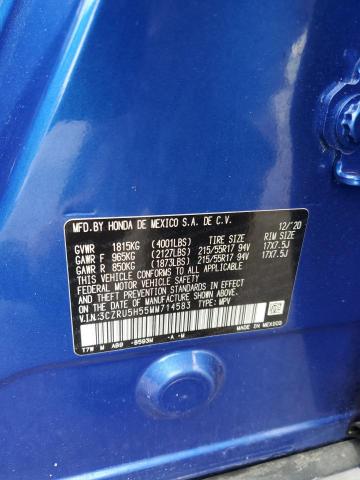 MFD.BY HONDA DE MEXICO S.A. DE C.V. 12/'20
GVWR 1815KG (4001LBS) TIRE SIZE RIM SIZE
GAWR F 965KG (2127LBS) 215/55R17 94V 17X7.5J
GAWR R 850KG (1873LBS) 215/55R17 94V 17X7.5J
THIS VEHICLE CONFORMS TO ALL APPLICABLE
FEDERAL MOTOR VEHICLE SAFETY AND THEFT
PREVENTION STANDARDS IN EFFECT ON THE DATE
OF MANUFACTURE SHOWN ABOVE.
V.I.N:3CZRU5H55MM714583 TYPE: MPV
T7W M -B593M -A -M
MADE IN MEXICO